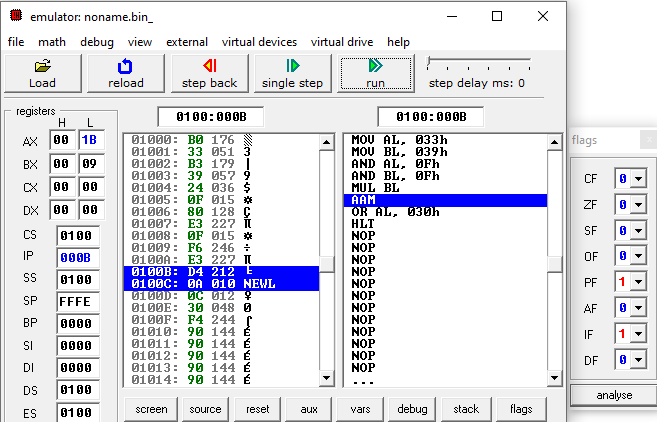 emulator: noname.bin_
file math debug view external virtual devices virtual drive help
Load reload step back single step run step delay ms: 0
registers
H L
AX 00 1B
BX 00 09
CX 00 00
DX 00 00
CS 0100
IP 000B
SS 0100
SP FFFE
BP 0000
SI 0000
DI 0000
DS 0100
ES 0100
0100:000B
01000: B0 176 ▒
01001: 33 051 3
01002: B3 179 │
01003: 39 057 9
01004: 24 036 $
01005: 0F 015 ☼
01006: 80 128 Ç
01007: E3 227 π
01008: 0F 015 ☼
01009: F6 246 ÷
0100A: E3 227 π
0100B: D4 212 ╘
0100C: 0A 010 NEWL
0100D: 0C 012 ♀
0100E: 30 048 0
0100F: F4 244 ⌠
01010: 90 144 É
01011: 90 144 É
01012: 90 144 É
01013: 90 144 É
01014: 90 144 É
0100:000B
MOV AL, 033h
MOV BL, 039h
AND AL, 0Fh
AND BL, 0Fh
MUL BL
AAM
OR AL, 030h
HLT
NOP
NOP
NOP
NOP
NOP
NOP
NOP
NOP
NOP
NOP
NOP
NOP
...
screen source reset aux vars debug stack flags
flags
CF 0
ZF 0
SF 0
OF 0
PF 1
AF 0
IF 1
DF 0
analyse